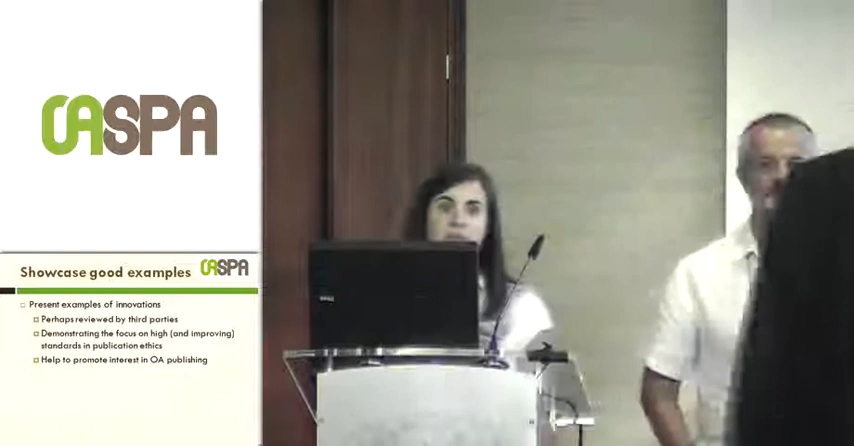 OASPA
Showcase good examples OASPA
Present examples of innovations
Perhaps reviewed by third parties
Demonstrating the focus on high (and improving)
standards in publication ethics
Help to promote interest in OA publishing